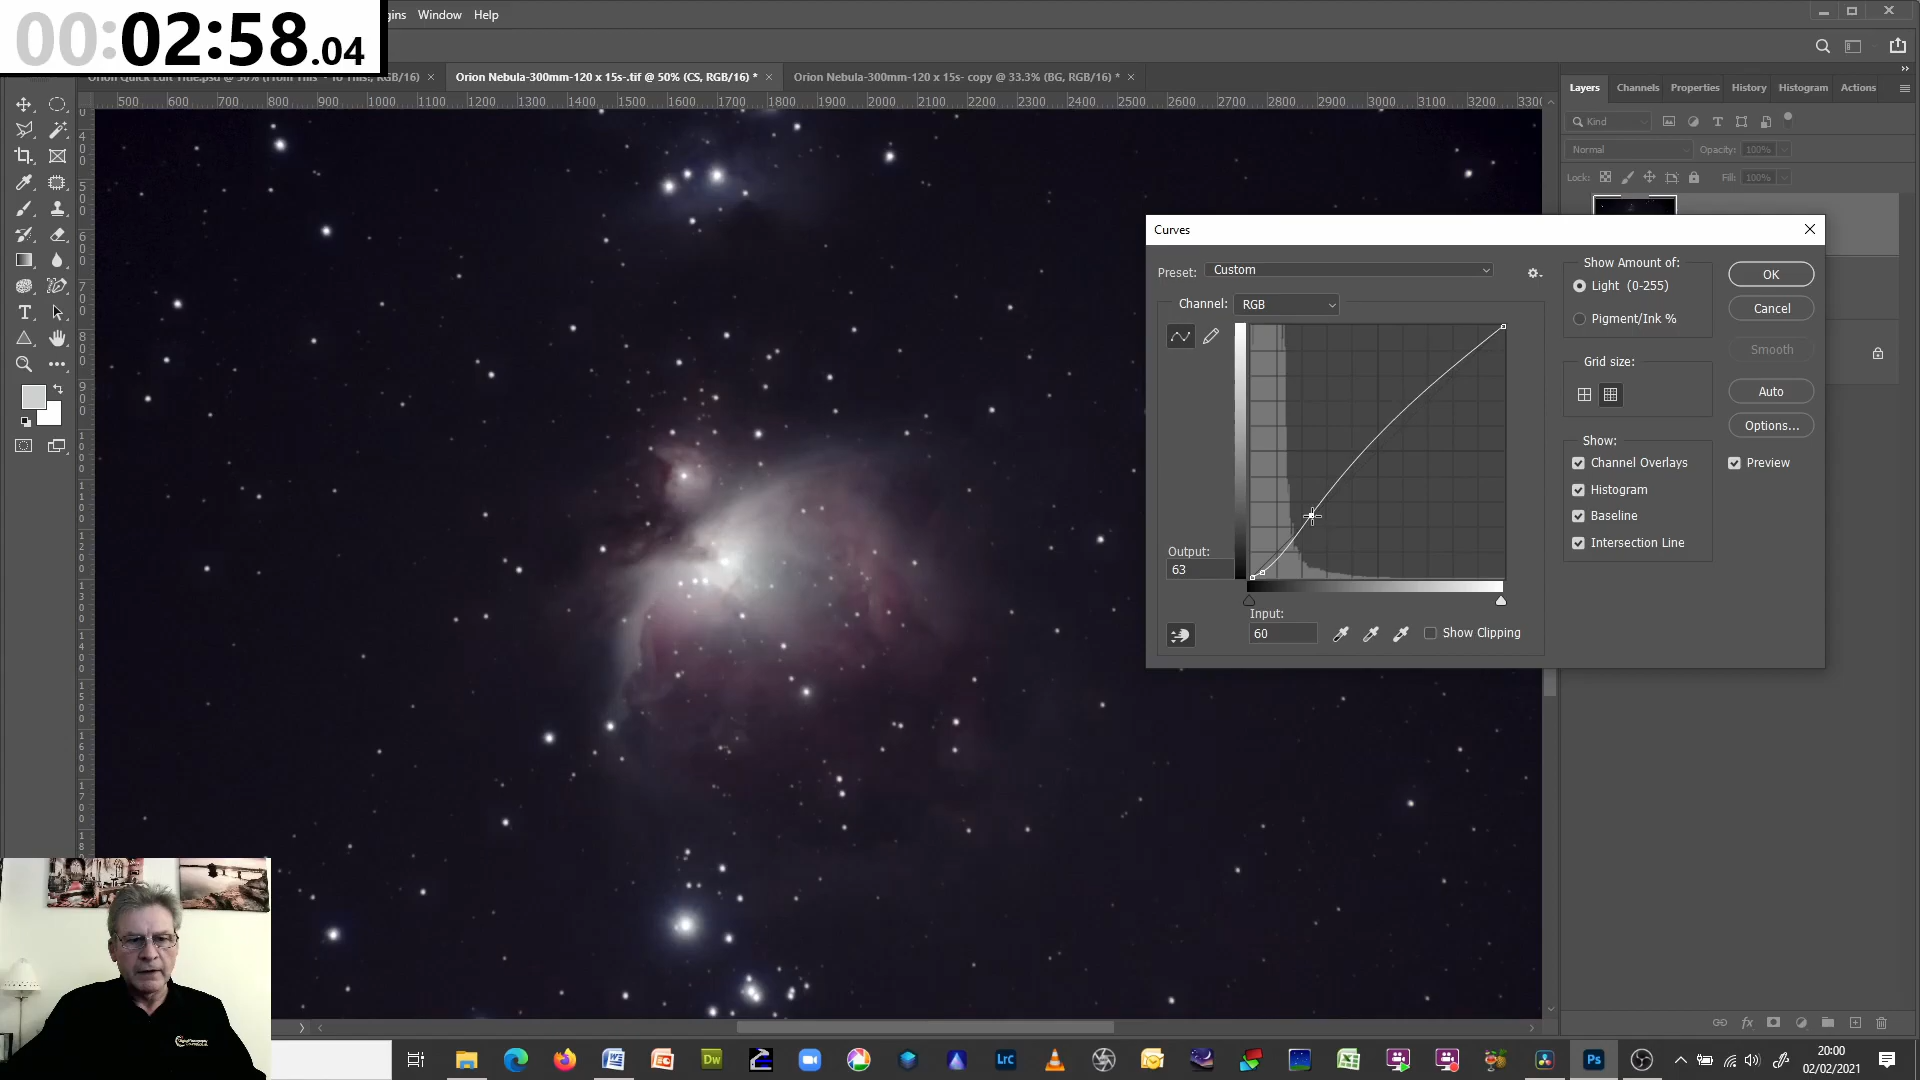 00:02:58.04
Window Help
Orion Nebula-300mm-120 x 15s-.tif @ 50% (CS, RGB/16) *
Orion Nebula-300mm-120 x 15s- copy @ 33.3% (BG, RGB/16) *
500 600 700 800 900 1000 1100 1200 1300 1400 1500 1600 1700 1800 1900 2000 2100 2200 2300 2400 2500 2600 2700 2800 2900 3000 3100 3200 3300
Layers Channels Properties History Histogram Actions
Kind
Normal
Opacity: 100%
Lock:
Fill: 100%
Curves
Preset: Custom
Channel: RGB
Output:
63
Input:
60
Show Clipping
Show Amount of:
Light (0-255)
Pigment/Ink %
Grid size:
Show:
Channel Overlays
Histogram
Baseline
Intersection Line
OK
Cancel
Smooth
Auto
Options...
Preview
Dw
Lrc
Ps
20:00
02/02/2021